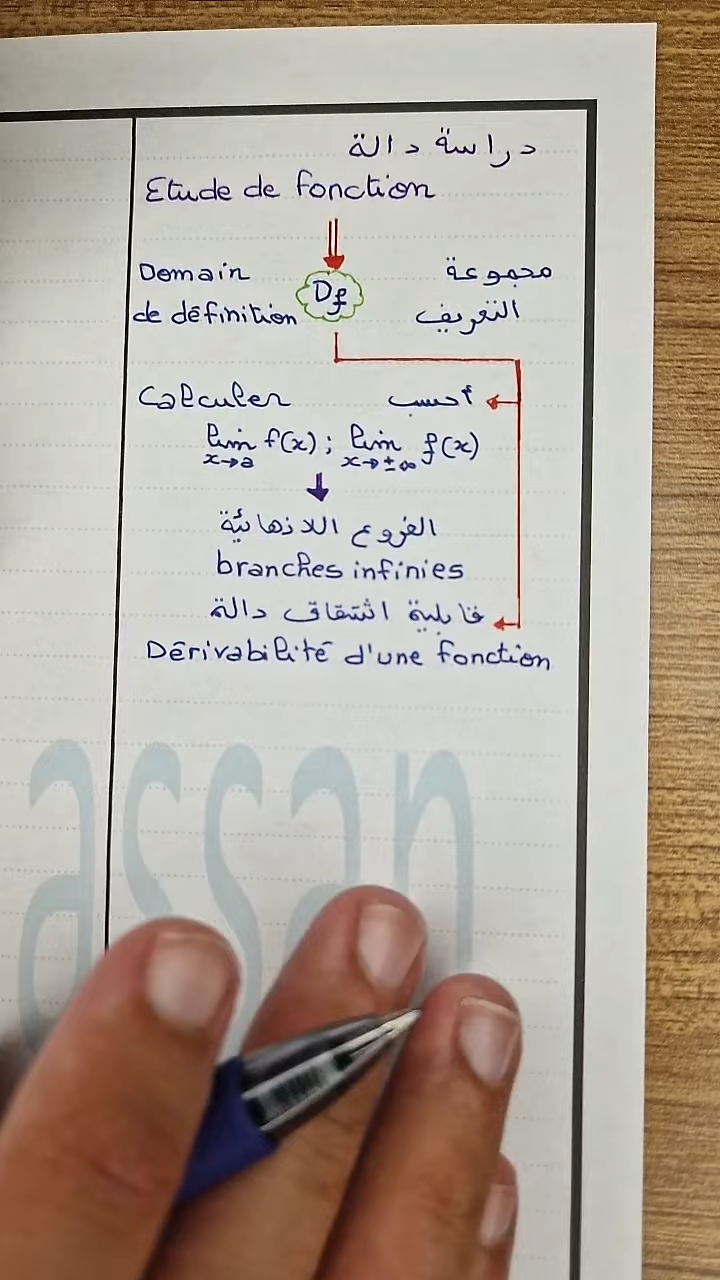 دراسة دالة
Etude de fonction
Domain Df مجموعة
de définition التعريف
Calculer أحسب
lim x→a f(x) ; lim x→±∞ f(x)
الفروع اللانهائية
branches infinies
قابلية اشتقاق دالة
Dérivabilité d'une fonction
assan